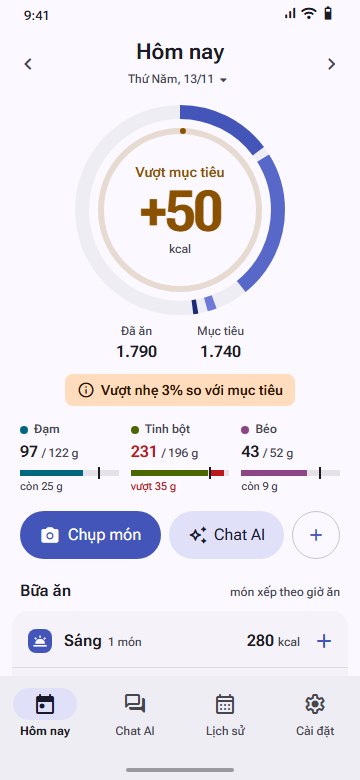 9:41
Hôm nay
Thứ Năm, 13/11
Vượt mục tiêu
+50
kcal
Đã ăn Mục tiêu
1.790 1.740
Vượt nhẹ 3% so với mục tiêu
Đạm Tinh bột Béo
97 / 122 g 231 / 196 g 43 / 52 g
còn 25 g vượt 35 g còn 9 g
Chụp món Chat AI +
Bữa ăn món xếp theo giờ ăn
Sáng 1 món 280 kcal +
Hôm nay Chat AI Lịch sử Cài đặt